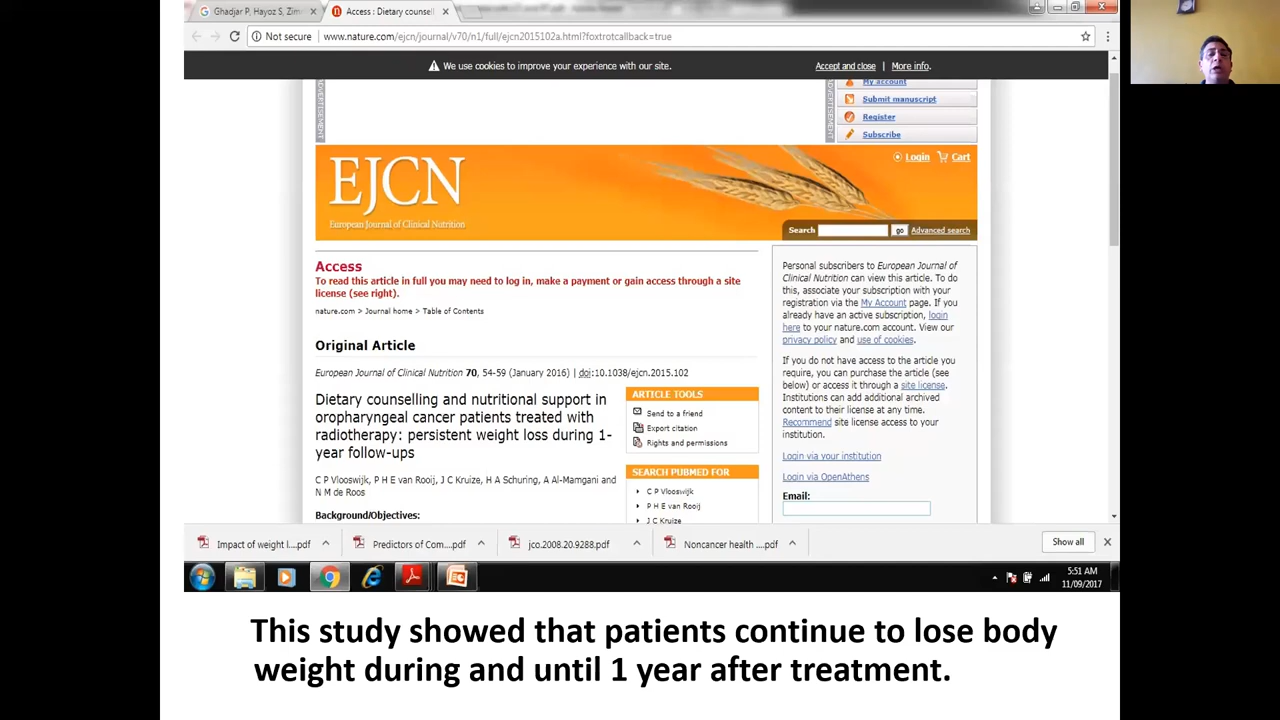 Ghadjar P, Hayoz S, Zim
Access : Dietary counsell
Not secure
www.nature.com/ejcn/journal/v70/n1/full/ejcn2015102a.html?foxtrotcallback=true
We use cookies to improve your experience with our site.
Accept and close
More info.
ADVERTISEMENT
ADVERTISEMENT
My account
Submit manuscript
Register
Subscribe
EJCN
European Journal of Clinical Nutrition
Login
Cart
Search
go
Advanced search
Access
To read this article in full you may need to log in, make a payment or gain access through a site
license (see right).
nature.com > Journal home > Table of Contents
Original Article
European Journal of Clinical Nutrition 70, 54-59 (January 2016) | doi:10.1038/ejcn.2015.102
Dietary counselling and nutritional support in
oropharyngeal cancer patients treated with
radiotherapy: persistent weight loss during 1-
year follow-ups
C P Vlooswijk, P H E van Rooij, J C Kruize, H A Schuring, A Al-Mamgani and
N M de Roos
Background/Objectives:
ARTICLE TOOLS
Send to a friend
Export citation
Rights and permissions
SEARCH PUBMED FOR
C P Vlooswijk
P H E van Rooij
J C Kruize
Personal subscribers to European Journal of
Clinical Nutrition can view this article. To do
this, associate your subscription with your
registration via the My Account page. If you
already have an active subscription, login
here to your nature.com account. View our
privacy policy and use of cookies.
If you do not have access to the article you
require, you can purchase the article (see
below) or access it through a site license.
Institutions can add additional archived
content to their license at any time.
Recommend site license access to your
institution.
Login via your institution
Login via OpenAthens
Email:
Impact of weight l....pdf
Predictors of Com....pdf
jco.2008.20.9288.pdf
Noncancer health ....pdf
Show all
5:51 AM
11/09/2017
This study showed that patients continue to lose body
weight during and until 1 year after treatment.